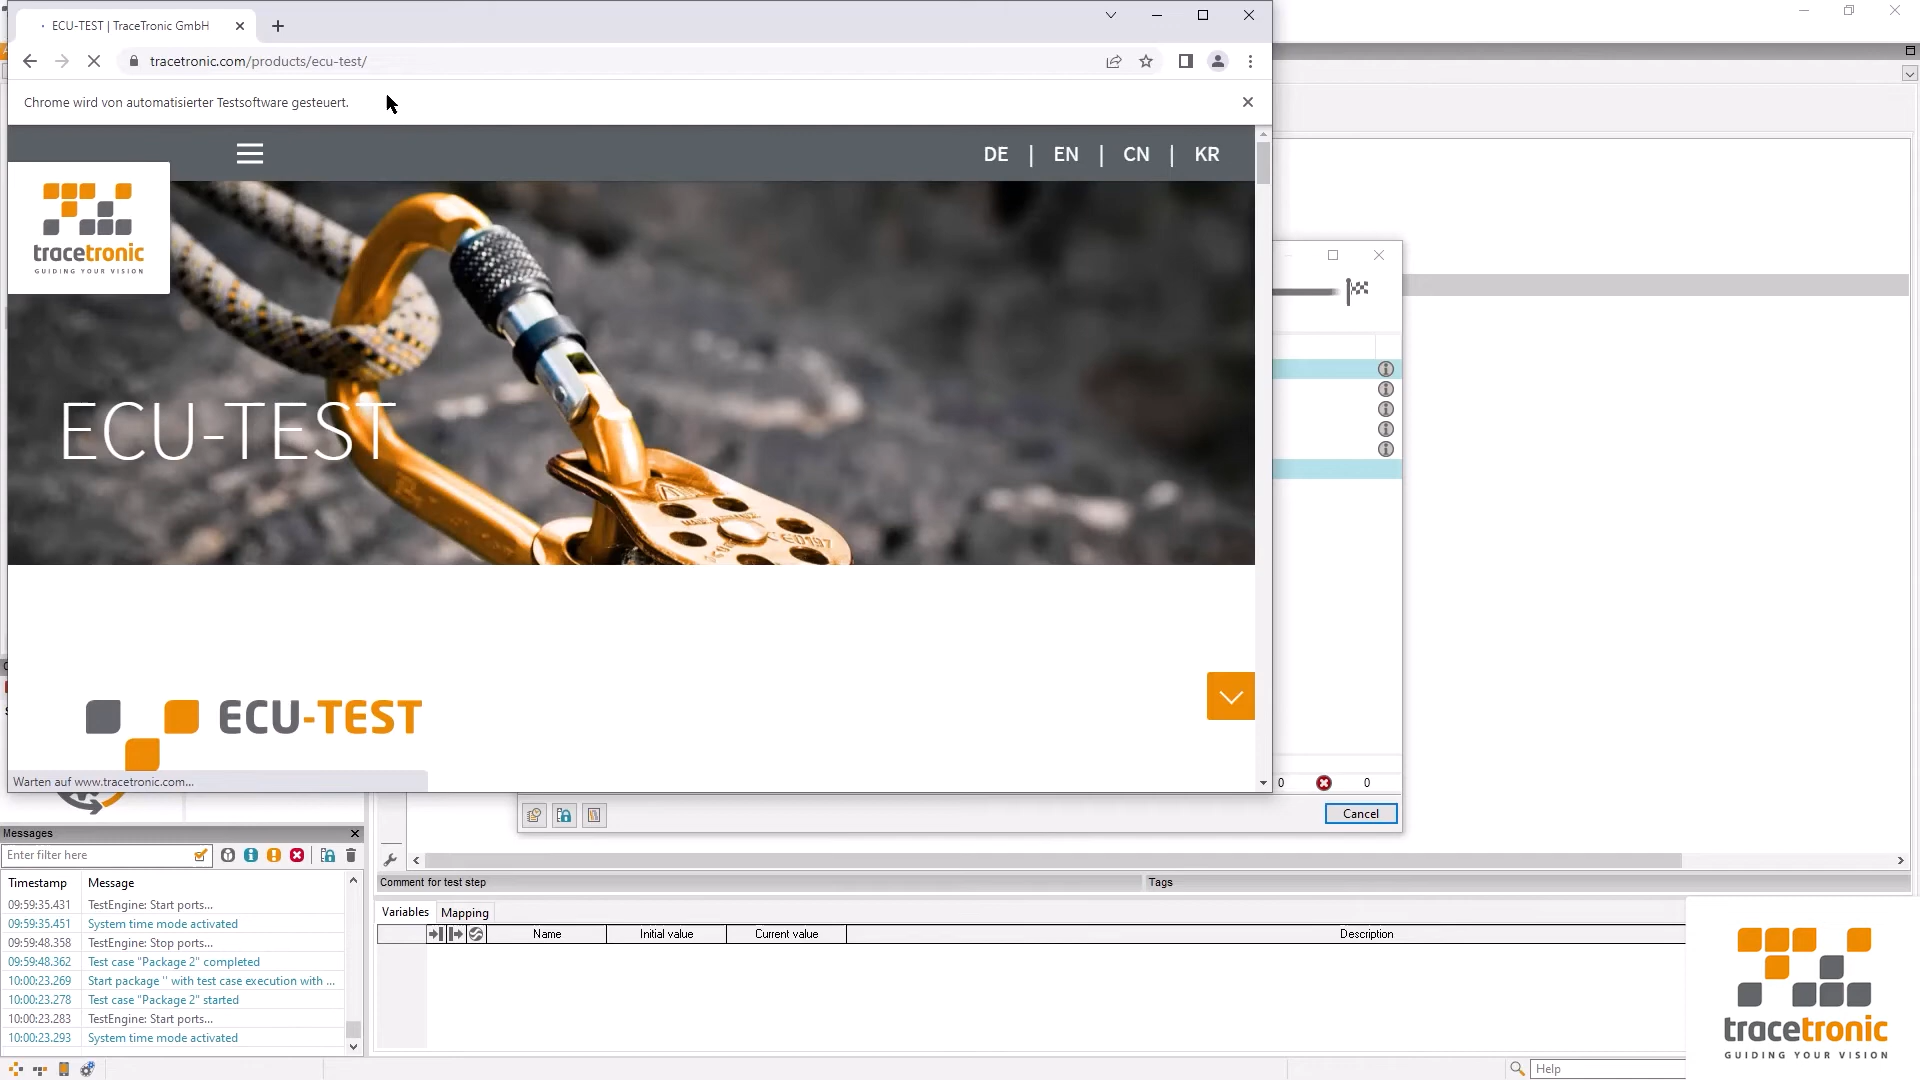 ECU-TEST | TraceTronic GmbH
tracetronic.com/products/ecu-test/
Chrome wird von automatisierter Testsoftware gesteuert.
DE | EN | CN | KR
tracetronic
GUIDING YOUR VISION
ECU-TEST
ECU-TEST
Warten auf www.tracetronic.com...
0 0
Cancel
Messages
Enter filter here
Timestamp Message
09:59:35.431 TestEngine: Start ports...
09:59:35.451 System time mode activated
09:59:48.358 TestEngine: Stop ports...
09:59:48.362 Test case "Package 2" completed
10:00:23.269 Start package '' with test case execution with ...
10:00:23.278 Test case "Package 2" started
10:00:23.283 TestEngine: Start ports...
10:00:23.293 System time mode activated
Comment for test step Tags
Variables Mapping
Name Initial value Current value Description
Help
tracetronic
GUIDING YOUR VISION